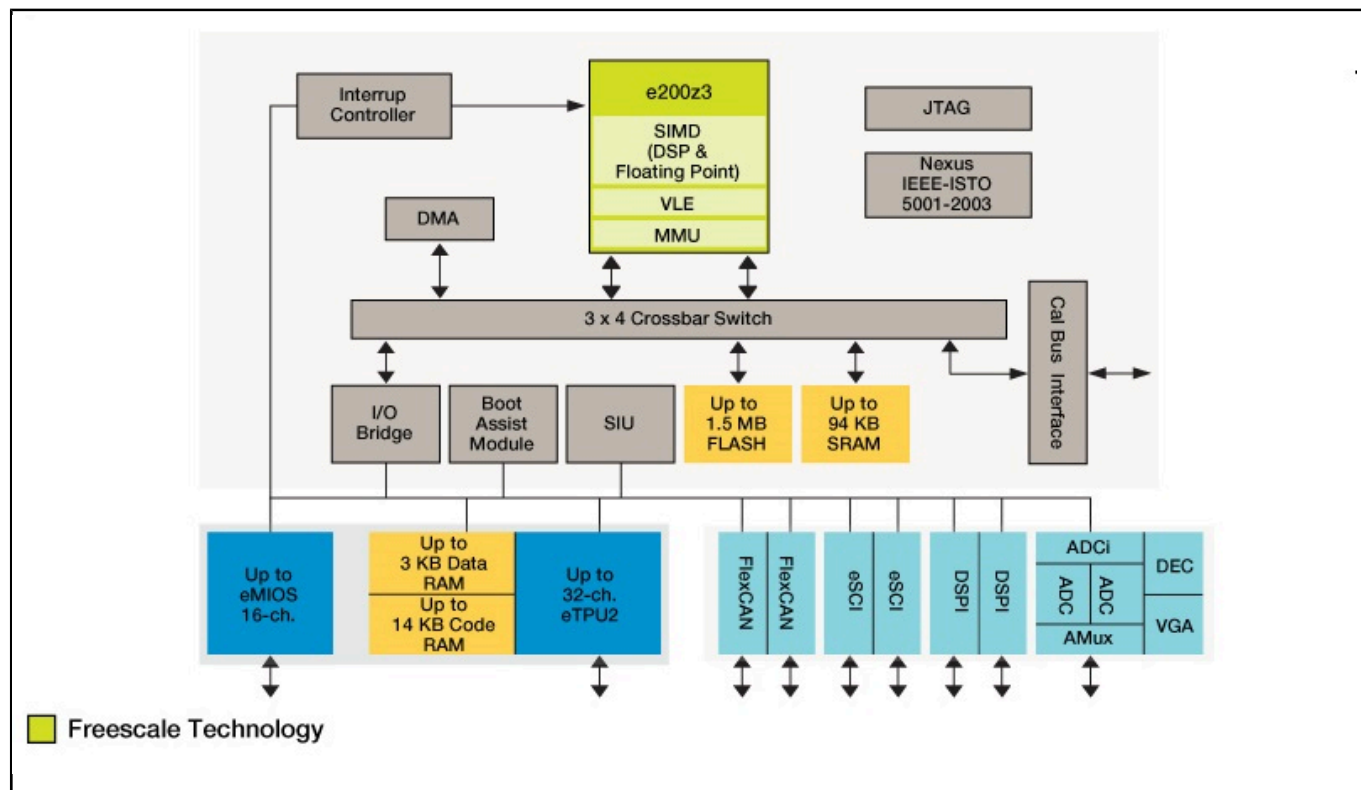 Interrup
Controller
e200z3
SIMD
(DSP &
Floating Point)
VLE
MMU
JTAG
Nexus
IEEE-ISTO
5001-2003
DMA
3 x 4 Crossbar Switch
Cal Bus Interface
I/O
Bridge
Boot
Assist
Module
SIU
Up to
1.5 MB
FLASH
Up to
94 KB
SRAM
Up to
eMIOS
16-ch.
Up to
3 KB Data
RAM
Up to
14 KB Code
RAM
Up to
32-ch.
eTPU2
FlexCAN
FlexCAN
eSCI
eSCI
DSPI
DSPI
ADCi
ADC
ADC
AMux
DEC
VGA
Freescale Technology